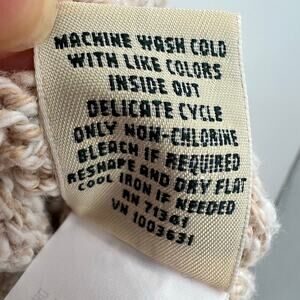 MACHINE WASH COLD
WITH LIKE COLORS
INSIDE OUT
DELICATE CYCLE
ONLY NON-CHLORINE
BLEACH IF REQUIRED
RESHAPE AND DRY FLAT
COOL IRON IF NEEDED
RN 71341
VN 1003631